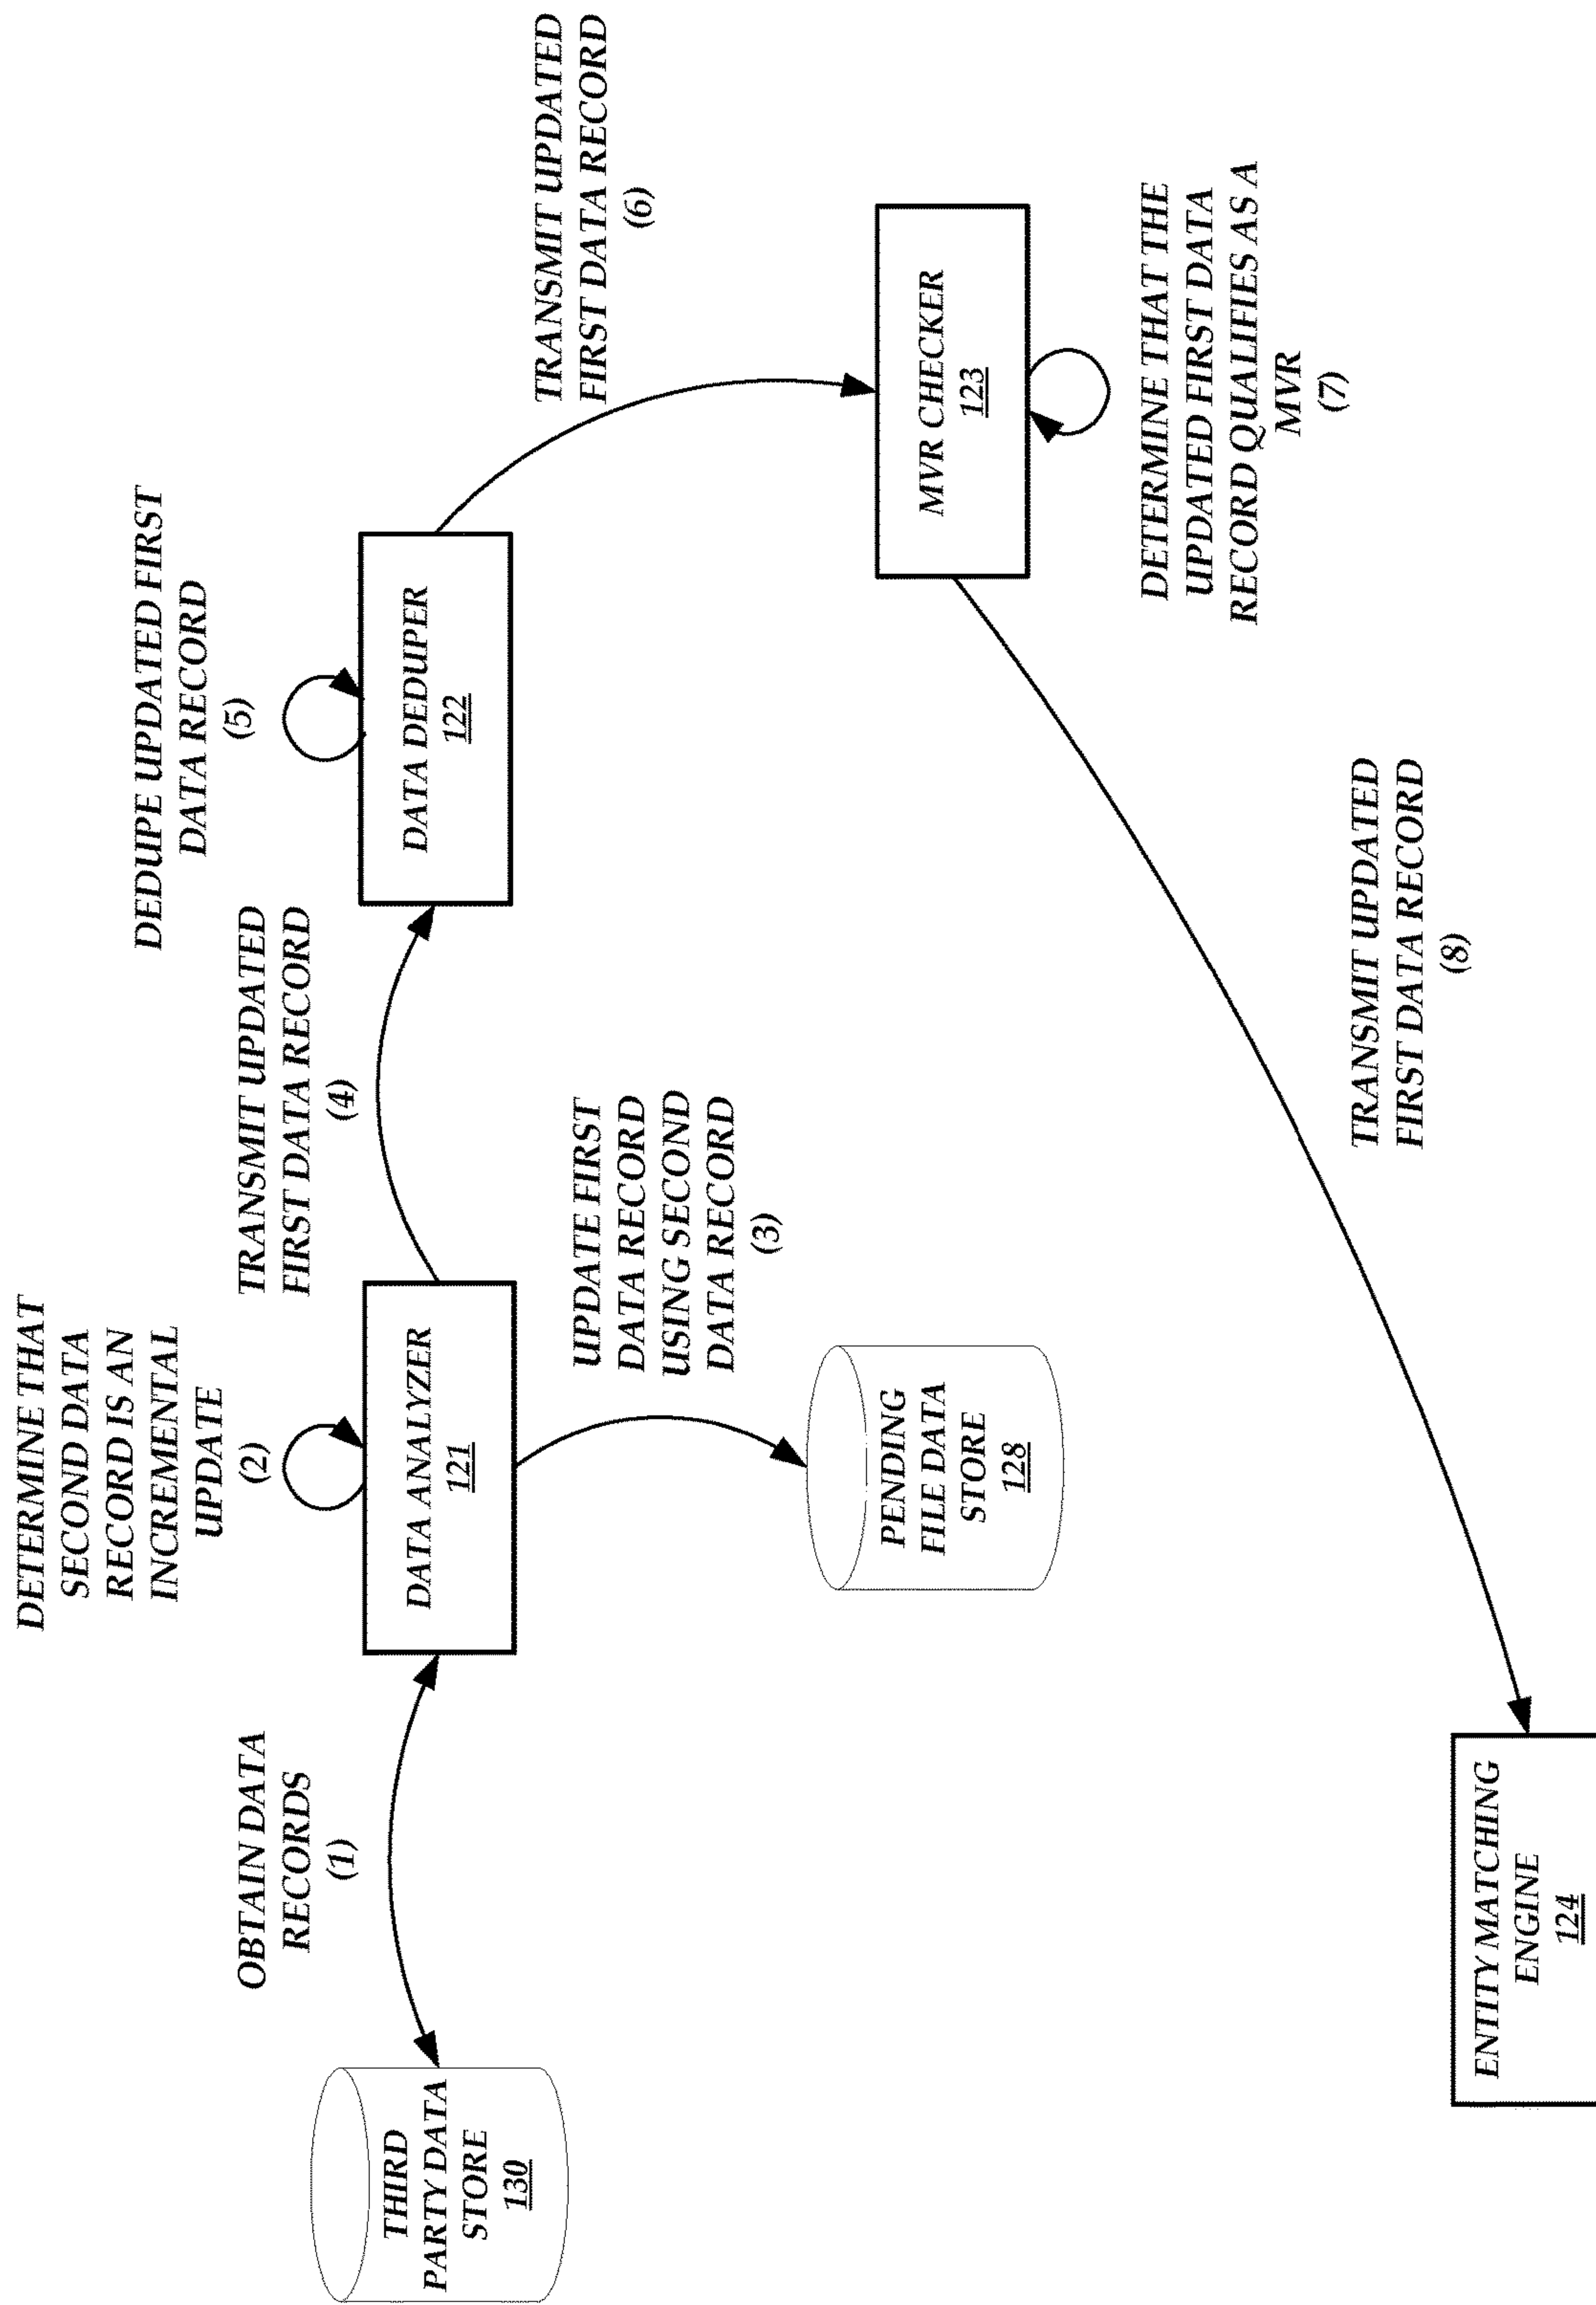 DETERMINE THAT
SECOND DATA
RECORD IS AN
INCREMENTAL
UPDATE
(2)
OBTAIN DATA
RECORDS
(1)
TRANSMIT UPDATED
FIRST DATA RECORD
(4)
DEDUPE UPDATED FIRST
DATA RECORD
(5)
THIRD
PARTY DATA
STORE
130
DATA ANALYZER
121
DATA DEDUPER
122
UPDATE FIRST
DATA RECORD
USING SECOND
DATA RECORD
(3)
TRANSMIT UPDATED
FIRST DATA RECORD
(6)
PENDING
FILE DATA
STORE
128
MVR CHECKER
123
DETERMINE THAT THE
UPDATED FIRST DATA
RECORD QUALIFIES AS A
MVR
(7)
TRANSMIT UPDATED
FIRST DATA RECORD
(8)
ENTITY MATCHING
ENGINE
124